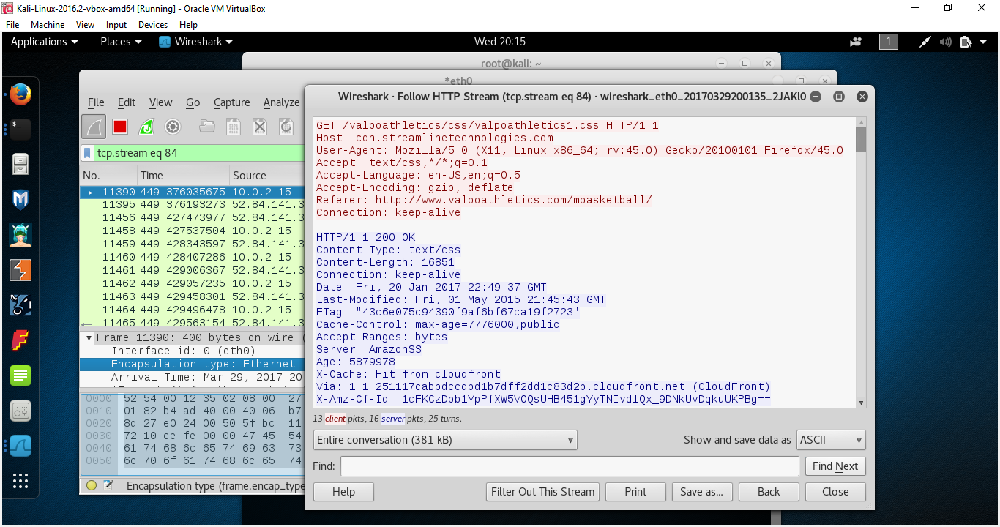 Kali-Linux-2016.2-vbox-amd64 [Running] - Oracle VM VirtualBox
File Machine View Input Devices Help
Applications Places Wireshark Wed 20:15 1
root@kali: ~
*eth0
File Edit View Go Capture Analyze
tcp.stream eq 84
No. Time Source
11390 449.376035675 10.0.2.15
11395 449.376193273 52.84.141.3
11456 449.427473977 52.84.141.3
11458 449.427537504 10.0.2.15
11459 449.428343597 52.84.141.3
11460 449.428407286 10.0.2.15
11461 449.429006367 52.84.141.3
11462 449.429057235 10.0.2.15
11463 449.429458301 52.84.141.3
11464 449.429496478 10.0.2.15
11465 449.429563154 52.84.141.3
Frame 11390: 400 bytes on wire (
Interface id: 0 (eth0)
Encapsulation type: Ethernet
Arrival Time: Mar 29, 2017 20
0000 52 54 00 12 35 02 08 00 27
0010 01 82 b4 ad 40 00 40 06 b7
0020 8d 27 e0 24 00 50 5f bc 11
0030 72 10 ce fe 00 00 47 45 54
0040 61 74 68 6c 65 74 69 63 73
0050 6c 70 6f 61 74 68 6c 65 74
Encapsulation type (frame.encap_type
Wireshark · Follow HTTP Stream (tcp.stream eq 84) · wireshark_eth0_20170329200135_2JAKl0
GET /valpoathletics/css/valpoathletics1.css HTTP/1.1
Host: cdn.streamlinetechnologies.com
User-Agent: Mozilla/5.0 (X11; Linux x86_64; rv:45.0) Gecko/20100101 Firefox/45.0
Accept: text/css,*/*;q=0.1
Accept-Language: en-US,en;q=0.5
Accept-Encoding: gzip, deflate
Referer: http://www.valpoathletics.com/mbasketball/
Connection: keep-alive
HTTP/1.1 200 OK
Content-Type: text/css
Content-Length: 16851
Connection: keep-alive
Date: Fri, 20 Jan 2017 22:49:37 GMT
Last-Modified: Fri, 01 May 2015 21:45:43 GMT
ETag: "43c6e075c94390f9af6bf67ca19f2723"
Cache-Control: max-age=7776000,public
Accept-Ranges: bytes
Server: AmazonS3
Age: 5879978
X-Cache: Hit from cloudfront
Via: 1.1 251117cabbdccdbd1b7dff2dd1c83d2b.cloudfront.net (CloudFront)
X-Amz-Cf-Id: 1cFKCzDbb1YpPfXW5VOQsUHB451gYyTNIvdlQx_9DNkUvDqkuUKPBg==
13 client pkts, 16 server pkts, 25 turns.
Entire conversation (381 kB) Show and save data as ASCII
Find: Find Next
Help Filter Out This Stream Print Save as... Back Close